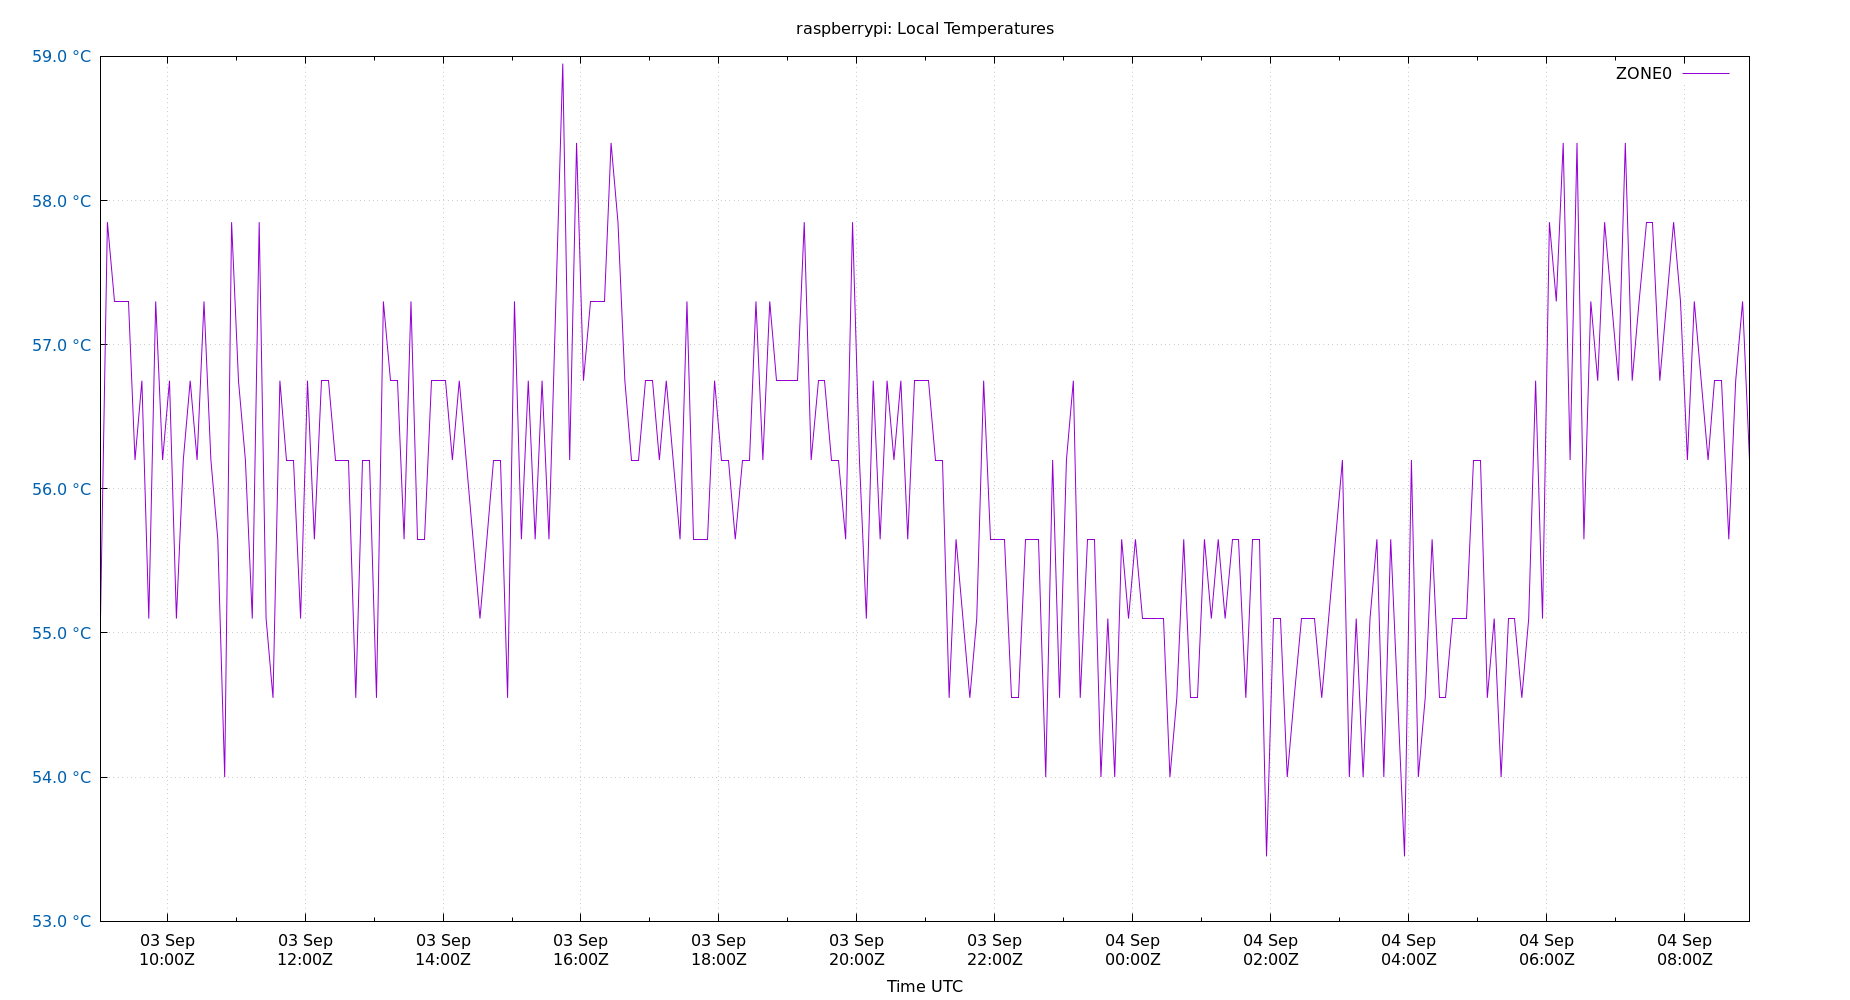 raspberrypi: Local Temperatures
59.0 °C
ZONE0
58.0 °C
57.0 °C
56.0 °C
55.0 °C
54.0 °C
53.0 °C
03 Sep 03 Sep 03 Sep 03 Sep 03 Sep 03 Sep 03 Sep 04 Sep 04 Sep 04 Sep 04 Sep 04 Sep
10:00Z 12:00Z 14:00Z 16:00Z 18:00Z 20:00Z 22:00Z 00:00Z 02:00Z 04:00Z 06:00Z 08:00Z
Time UTC